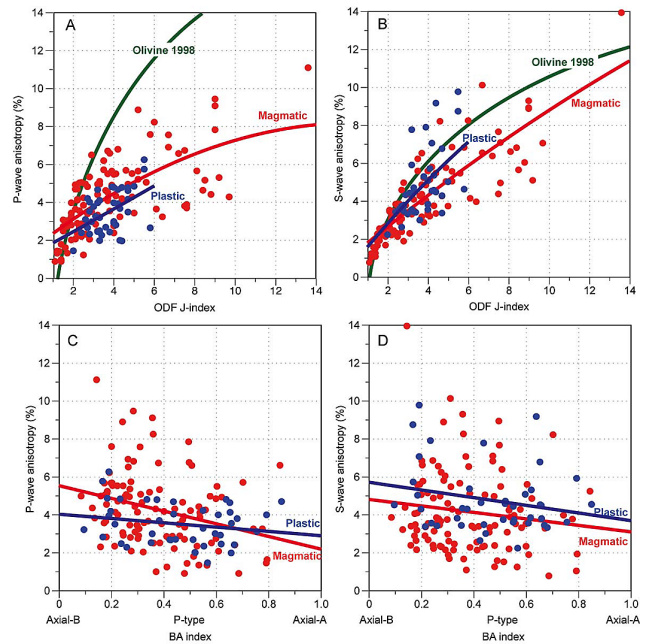 14
12
10
8
6
4
2
0
P-wave anisotropy (%)
A
Olivine 1998
Magmatic
Plastic
2 4 6 8 10 12 14
ODF J-index
14
12
10
8
6
4
2
0
S-wave anisotropy (%)
B
Olivine 1998
Magmatic
Plastic
2 4 6 8 10 12 14
ODF J-index
14
12
10
8
6
4
2
0
P-wave anisotropy (%)
C
Plastic
Magmatic
0.0 0.2 0.4 0.6 0.8 1.0
Axial-B P-type Axial-A
BA index
14
12
10
8
6
4
2
0
S-wave anisotropy (%)
D
Plastic
Magmatic
0.0 0.2 0.4 0.6 0.8 1.0
Axial-B P-type Axial-A
BA index